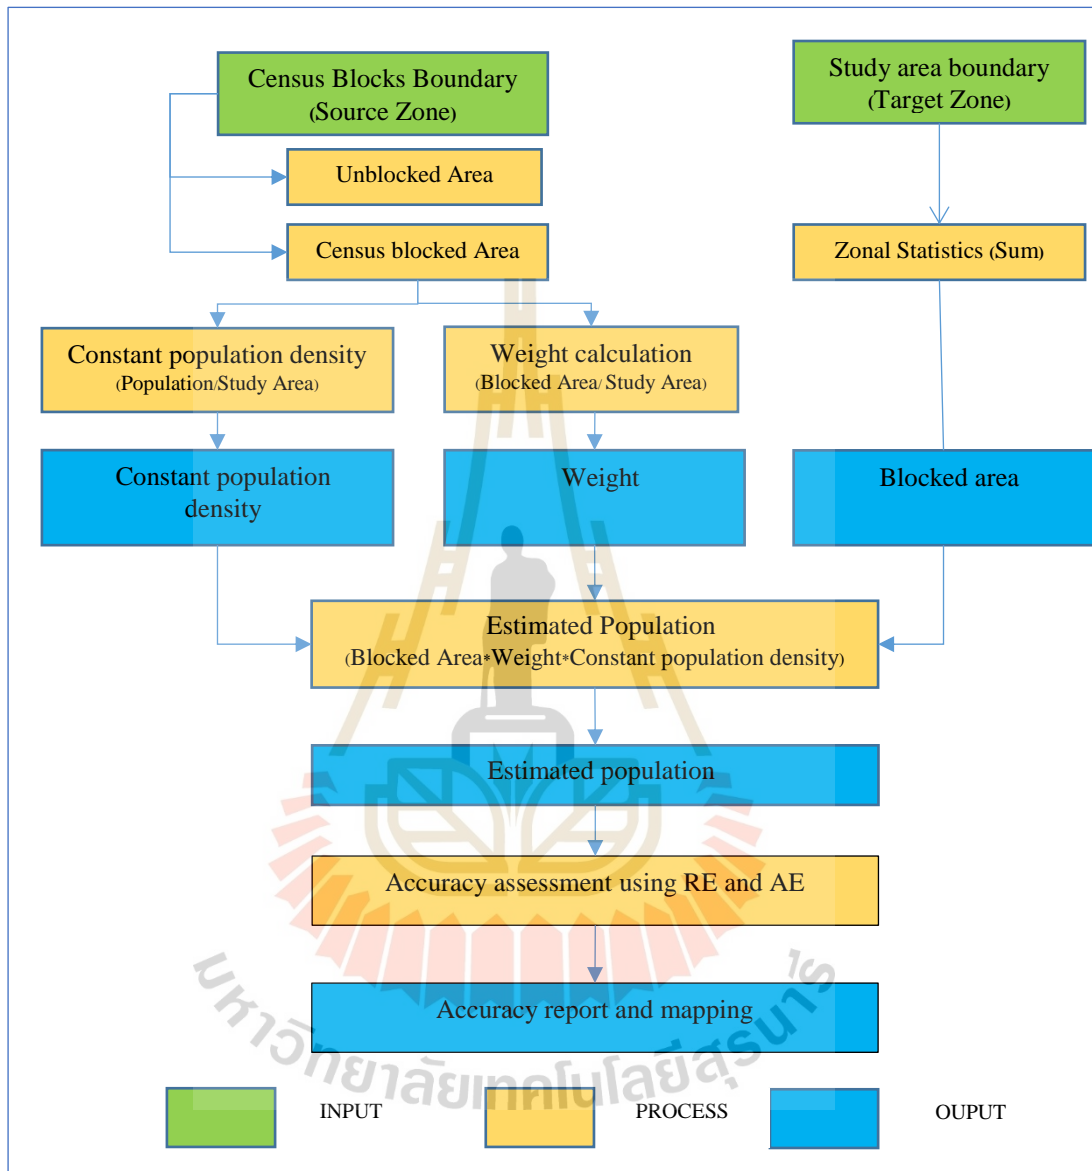 Census Blocks Boundary
(Source Zone)
Study area boundary
(Target Zone)
Unblocked Area
Census blocked Area
Zonal Statistics (Sum)
Constant population density
(Population/Study Area)
Weight calculation
(Blocked Area/ Study Area)
Constant population
density
Weight
Blocked area
Estimated Population
(Blocked Area*Weight*Constant population density)
Estimated population
Accuracy assessment using RE and AE
Accuracy report and mapping
มหาวิทยาลัยเทคโนโลยีสุรนารี
INPUT
PROCESS
OUPUT